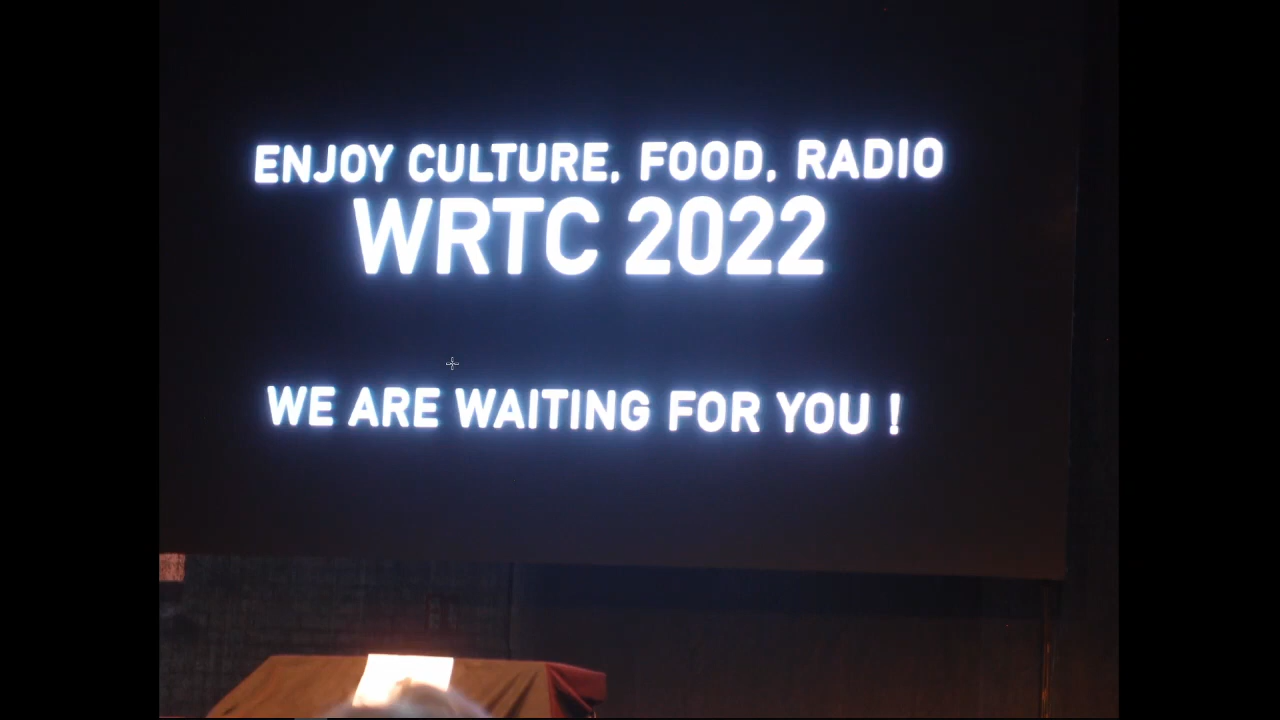 ENJOY CULTURE, FOOD, RADIO
WRTC 2022
WE ARE WAITING FOR YOU !